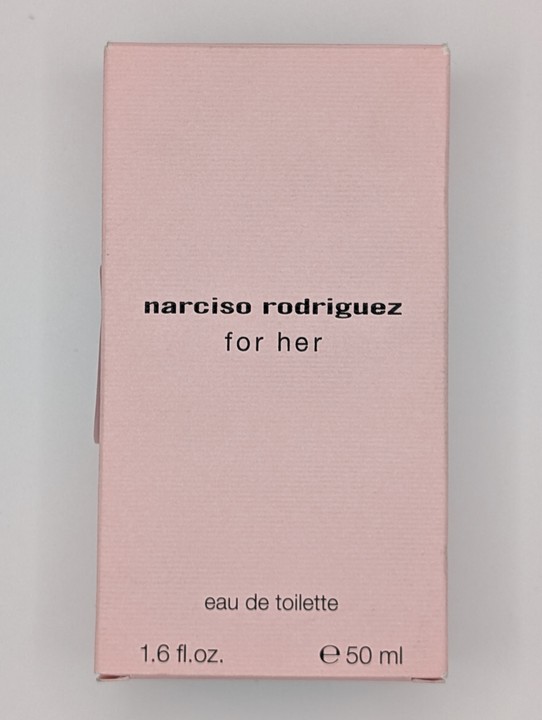 narciso rodriguez
for her
eau de toilette
1.6 fl.oz. ℮ 50 ml